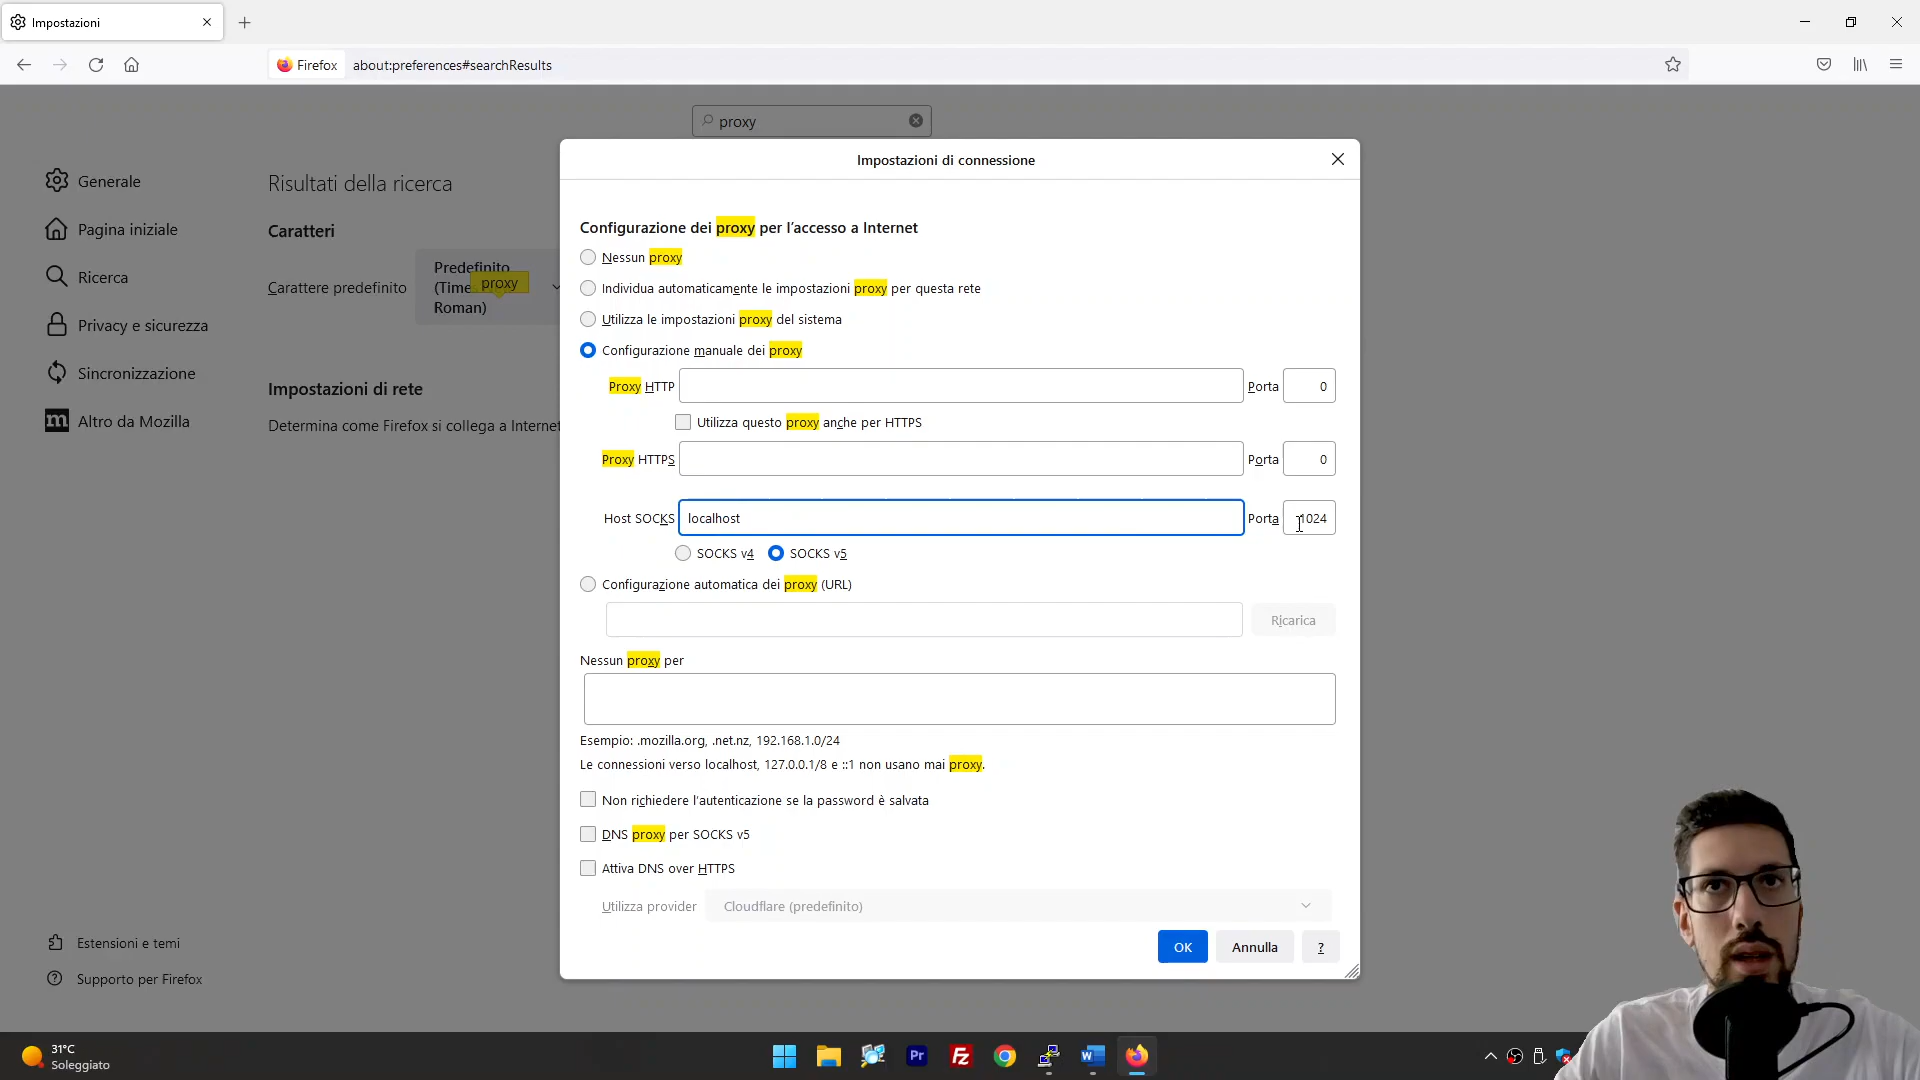 Impostazioni
Firefox
about:preferences#searchResults
proxy
Impostazioni di connessione
Generale
Pagina iniziale
Ricerca
Privacy e sicurezza
Sincronizzazione
Altro da Mozilla
Risultati della ricerca
Caratteri
Carattere predefinito
Predefinito
(Time
Roman)
proxy
Impostazioni di rete
Determina come Firefox si collega a Internet
Configurazione dei proxy per l’accesso a Internet
Nessun proxy
Individua automaticamente le impostazioni proxy per questa rete
Utilizza le impostazioni proxy del sistema
Configurazione manuale dei proxy
Proxy HTTP
Porta 0
Utilizza questo proxy anche per HTTPS
Proxy HTTPS
Porta 0
Host SOCKS localhost
Porta 1024
SOCKS v4 SOCKS v5
Configurazione automatica dei proxy (URL)
Ricarica
Nessun proxy per
Esempio: .mozilla.org, .net.nz, 192.168.1.0/24
Le connessioni verso localhost, 127.0.0.1/8 e ::1 non usano mai proxy.
Non richiedere l’autenticazione se la password è salvata
DNS proxy per SOCKS v5
Attiva DNS over HTTPS
Utilizza provider Cloudflare (predefinito)
OK Annulla ?
Estensioni e temi
Supporto per Firefox
31°C
Soleggiato
Pr
Fz
W